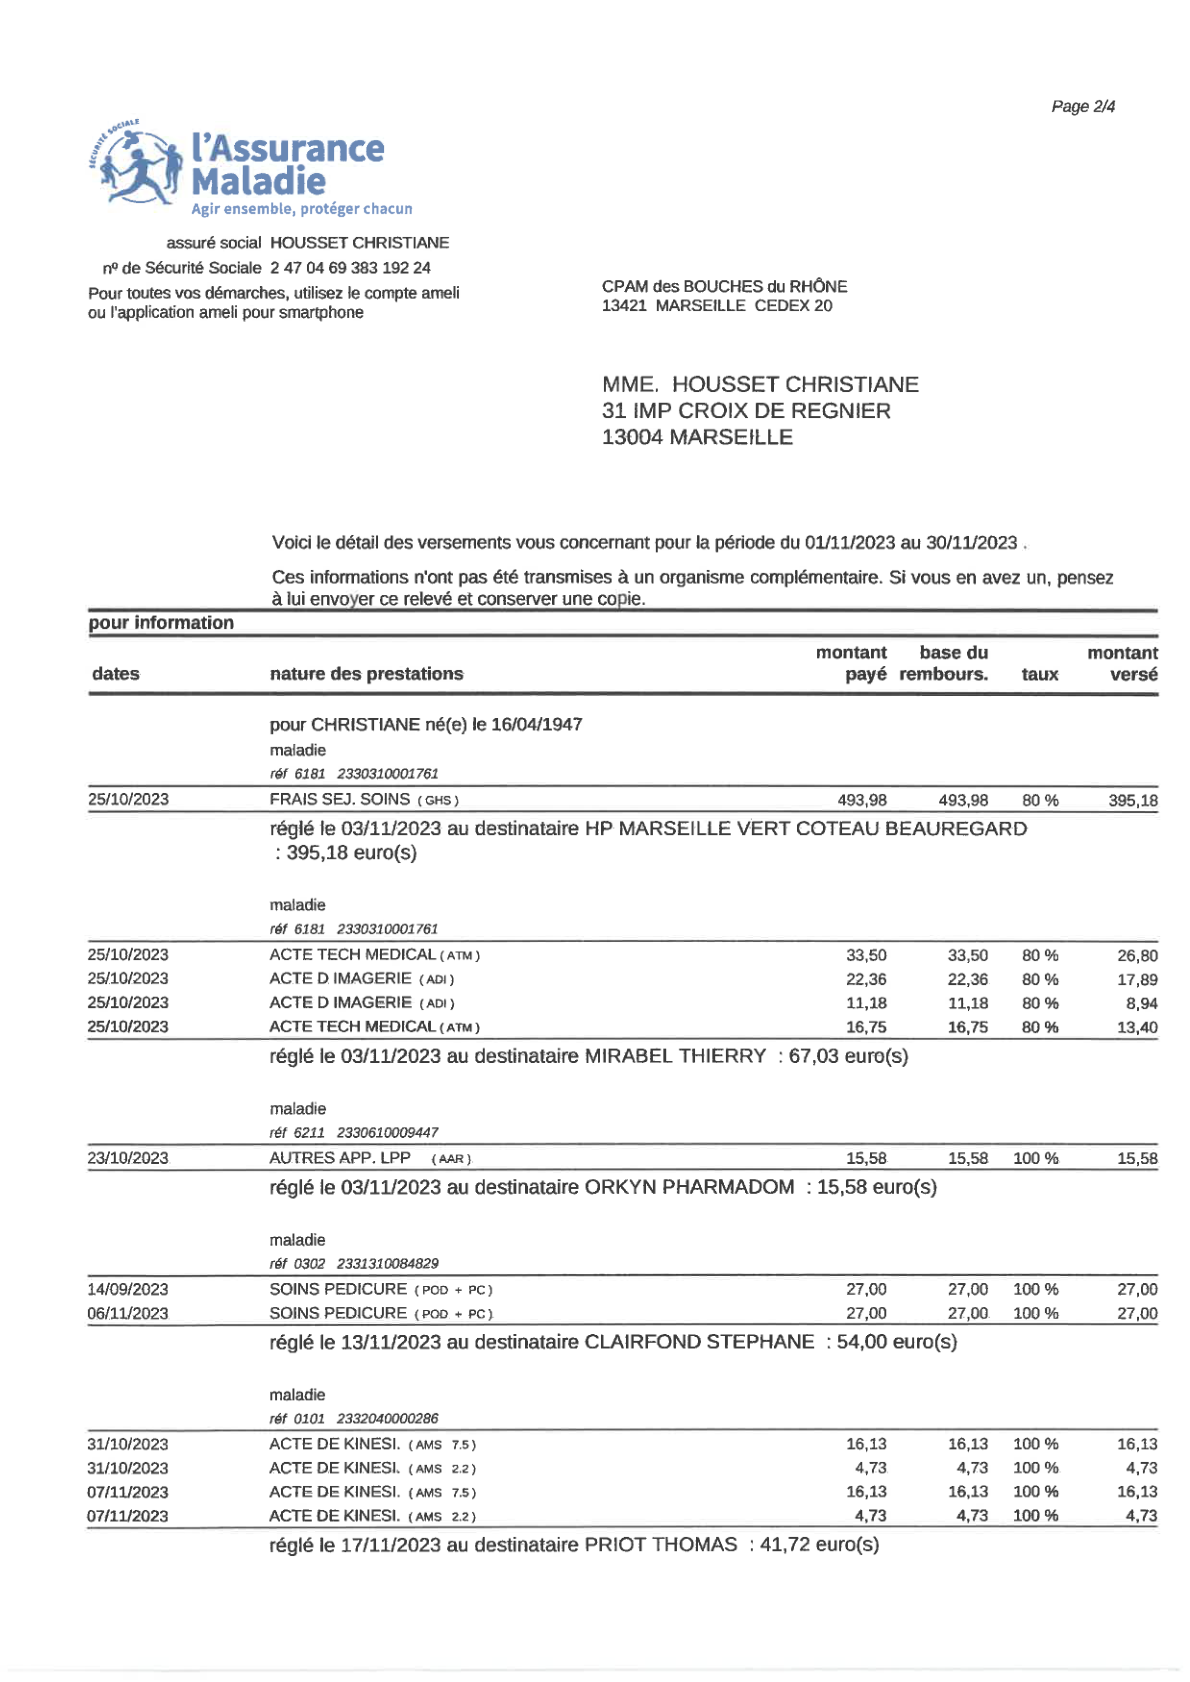 Page 2/4
SÉCURITÉ SOCIALE
l'Assurance
Maladie
Agir ensemble, protéger chacun
assuré social HOUSSET CHRISTIANE
nº de Sécurité Sociale 2 47 04 69 383 192 24
Pour toutes vos démarches, utilisez le compte ameli
ou l'application ameli pour smartphone
CPAM des BOUCHES du RHÔNE
13421 MARSEILLE CEDEX 20
MME. HOUSSET CHRISTIANE
31 IMP CROIX DE REGNIER
13004 MARSEILLE
Voici le détail des versements vous concernant pour la période du 01/11/2023 au 30/11/2023 .
Ces informations n'ont pas été transmises à un organisme complémentaire. Si vous en avez un, pensez
à lui envoyer ce relevé et conserver une copie.
pour information
dates nature des prestations montant payé base du rembours. taux montant versé
pour CHRISTIANE né(e) le 16/04/1947
maladie
réf 6181 2330310001761
25/10/2023 FRAIS SEJ. SOINS ( GHS ) 493,98 493,98 80 % 395,18
réglé le 03/11/2023 au destinataire HP MARSEILLE VERT COTEAU BEAUREGARD
: 395,18 euro(s)
maladie
réf 6181 2330310001761
25/10/2023 ACTE TECH MEDICAL ( ATM ) 33,50 33,50 80 % 26,80
25/10/2023 ACTE D IMAGERIE ( ADI ) 22,36 22,36 80 % 17,89
25/10/2023 ACTE D IMAGERIE ( ADI ) 11,18 11,18 80 % 8,94
25/10/2023 ACTE TECH MEDICAL ( ATM ) 16,75 16,75 80 % 13,40
réglé le 03/11/2023 au destinataire MIRABEL THIERRY : 67,03 euro(s)
maladie
réf 6211 2330610009447
23/10/2023 AUTRES APP. LPP ( AAR ) 15,58 15,58 100 % 15,58
réglé le 03/11/2023 au destinataire ORKYN PHARMADOM : 15,58 euro(s)
maladie
réf 0302 2331310084829
14/09/2023 SOINS PEDICURE ( POD + PC ) 27,00 27,00 100 % 27,00
06/11/2023 SOINS PEDICURE ( POD + PC ) 27,00 27,00 100 % 27,00
réglé le 13/11/2023 au destinataire CLAIRFOND STEPHANE : 54,00 euro(s)
maladie
réf 0101 2332040000286
31/10/2023 ACTE DE KINESI. ( AMS 7.5 ) 16,13 16,13 100 % 16,13
31/10/2023 ACTE DE KINESI. ( AMS 2.2 ) 4,73 4,73 100 % 4,73
07/11/2023 ACTE DE KINESI. ( AMS 7.5 ) 16,13 16,13 100 % 16,13
07/11/2023 ACTE DE KINESI. ( AMS 2.2 ) 4,73 4,73 100 % 4,73
réglé le 17/11/2023 au destinataire PRIOT THOMAS : 41,72 euro(s)